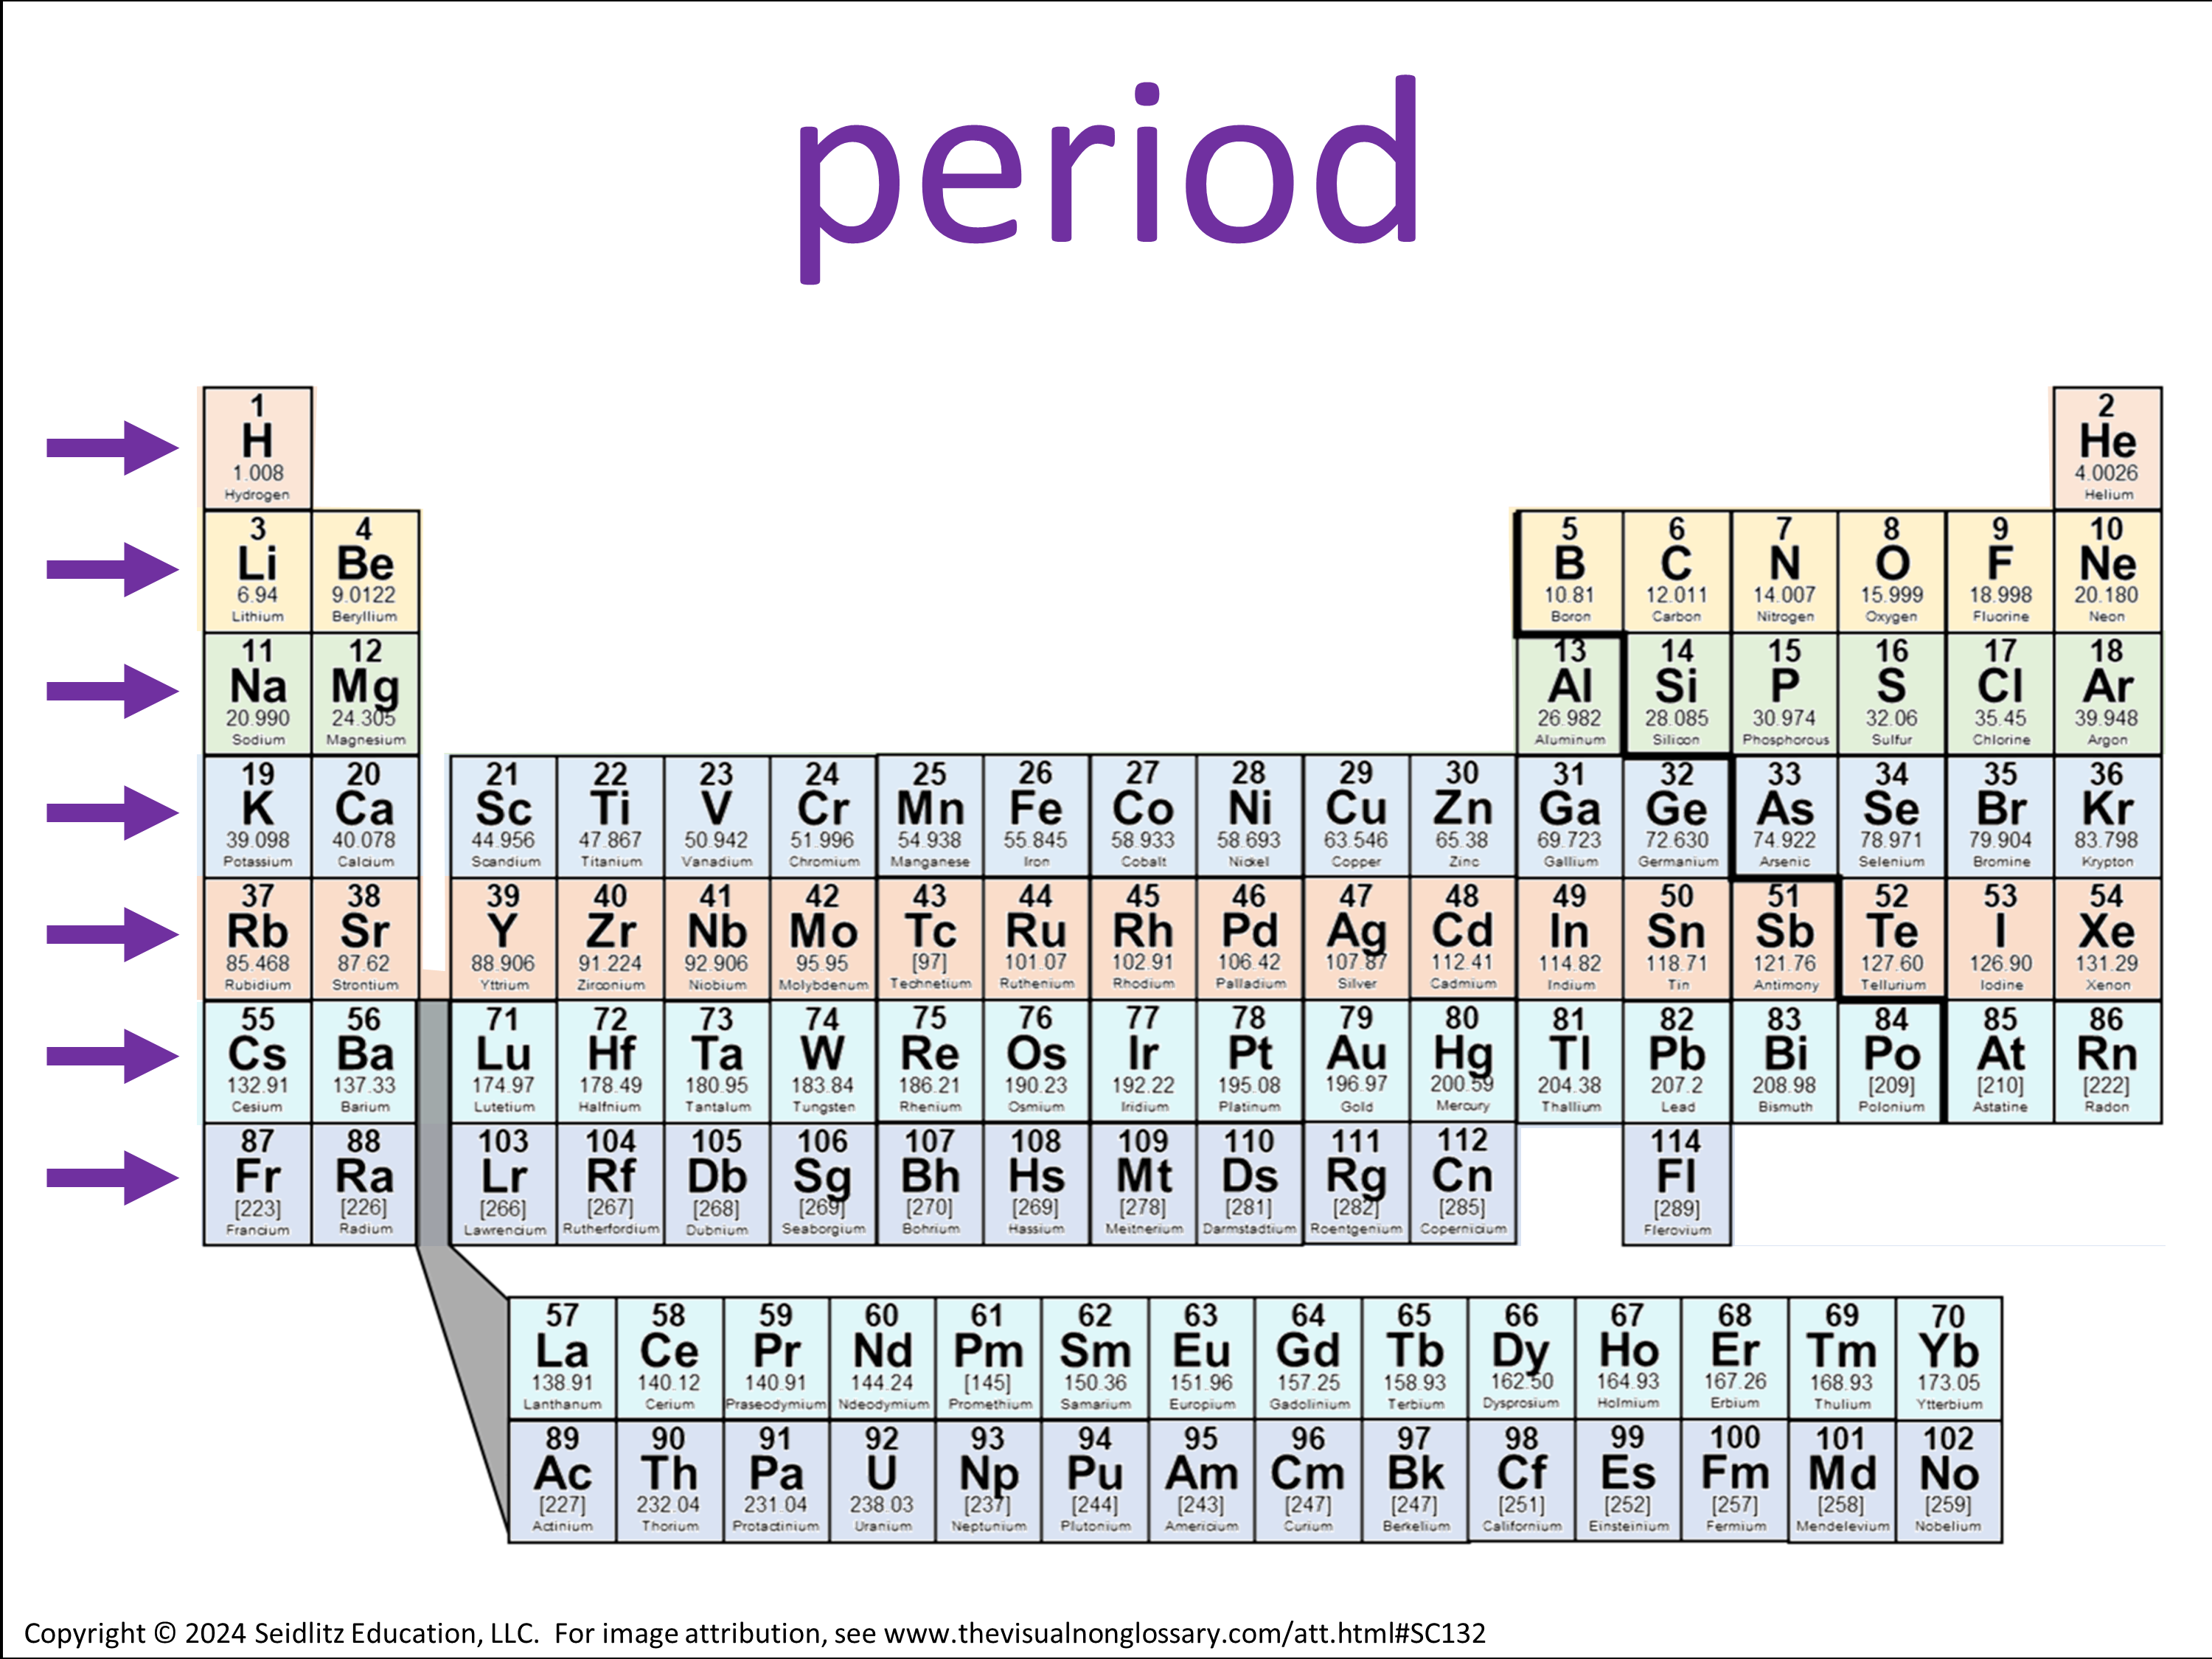 period
1 2
H He
1.008 4.0026
Hydrogen Helium
3 4 5 6 7 8 9 10
Li Be B C N O F Ne
6.94 9.0122 10.81 12.011 14.007 15.999 18.998 20.180
Lithium Beryllium Boron Carbon Nitrogen Oxygen Fluorine Neon
11 12 13 14 15 16 17 18
Na Mg Al Si P S Cl Ar
20.990 24.305 26.982 28.085 30.974 32.06 35.45 39.948
Sodium Magnesium Aluminum Silicon Phosphorous Sulfur Chlorine Argon
19 20 21 22 23 24 25 26 27 28 29 30 31 32 33 34 35 36
K Ca Sc Ti V Cr Mn Fe Co Ni Cu Zn Ga Ge As Se Br Kr
39.098 40.078 44.956 47.867 50.942 51.996 54.938 55.845 58.933 58.693 63.546 65.38 69.723 72.630 74.922 78.971 79.904 83.798
Potassium Calcium Scandium Titanium Vanadium Chromium Manganese Iron Cobalt Nickel Copper Zinc Gallium Germanium Arsenic Selenium Bromine Krypton
37 38 39 40 41 42 43 44 45 46 47 48 49 50 51 52 53 54
Rb Sr Y Zr Nb Mo Tc Ru Rh Pd Ag Cd In Sn Sb Te I Xe
85.468 87.62 88.906 91.224 92.906 95.95 [97] 101.07 102.91 106.42 107.87 112.41 114.82 118.71 121.76 127.60 126.90 131.29
Rubidium Strontium Yttrium Zirconium Niobium Molybdenum Technetium Ruthenium Rhodium Palladium Silver Cadmium Indium Tin Antimony Tellurium Iodine Xenon
55 56 71 72 73 74 75 76 77 78 79 80 81 82 83 84 85 86
Cs Ba Lu Hf Ta W Re Os Ir Pt Au Hg Tl Pb Bi Po At Rn
132.91 137.33 174.97 178.49 180.95 183.84 186.21 190.23 192.22 195.08 196.97 200.59 204.38 207.2 208.98 [209] [210] [222]
Cesium Barium Lutetium Halfnium Tantalum Tungsten Rhenium Osmium Iridium Platinum Gold Mercury Thallium Lead Bismuth Polonium Astatine Radon
87 88 103 104 105 106 107 108 109 110 111 112 114
Fr Ra Lr Rf Db Sg Bh Hs Mt Ds Rg Cn Fl
[223] [226] [266] [267] [268] [269] [270] [269] [278] [281] [282] [285] [289]
Francium Radium Lawrencium Rutherfordium Dubnium Seaborgium Bohrium Hassium Meitnerium Darmstadtium Roentgenium Copernicium Flerovium
57 58 59 60 61 62 63 64 65 66 67 68 69 70
La Ce Pr Nd Pm Sm Eu Gd Tb Dy Ho Er Tm Yb
138.91 140.12 140.91 144.24 [145] 150.36 151.96 157.25 158.93 162.50 164.93 167.26 168.93 173.05
Lanthanum Cerium Praseodymium Ndeodymium Promethium Samarium Europium Gadolinium Terbium Dysprosium Holmium Erbium Thulium Ytterbium
89 90 91 92 93 94 95 96 97 98 99 100 101 102
Ac Th Pa U Np Pu Am Cm Bk Cf Es Fm Md No
[227] 232.04 231.04 238.03 [237] [244] [243] [247] [247] [251] [252] [257] [258] [259]
Actinium Thorium Protactinium Uranium Neptunium Plutonium Americium Curium Berkelium Californium Einsteinium Fermium Mendelevium Nobelium
Copyright © 2024 Seidlitz Education, LLC. For image attribution, see www.thevisualnonglossary.com/att.html#SC132